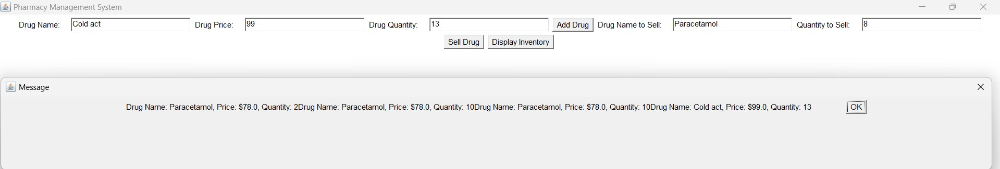 Pharmacy Management System
Drug Name: Cold act Drug Price: 99 Drug Quantity: 13 Add Drug Drug Name to Sell: Paracetamol Quantity to Sell: 8
Sell Drug Display Inventory
Message
Drug Name: Paracetamol, Price: $78.0, Quantity: 2Drug Name: Paracetamol, Price: $78.0, Quantity: 10Drug Name: Paracetamol, Price: $78.0, Quantity: 10Drug Name: Cold act, Price: $99.0, Quantity: 13 OK